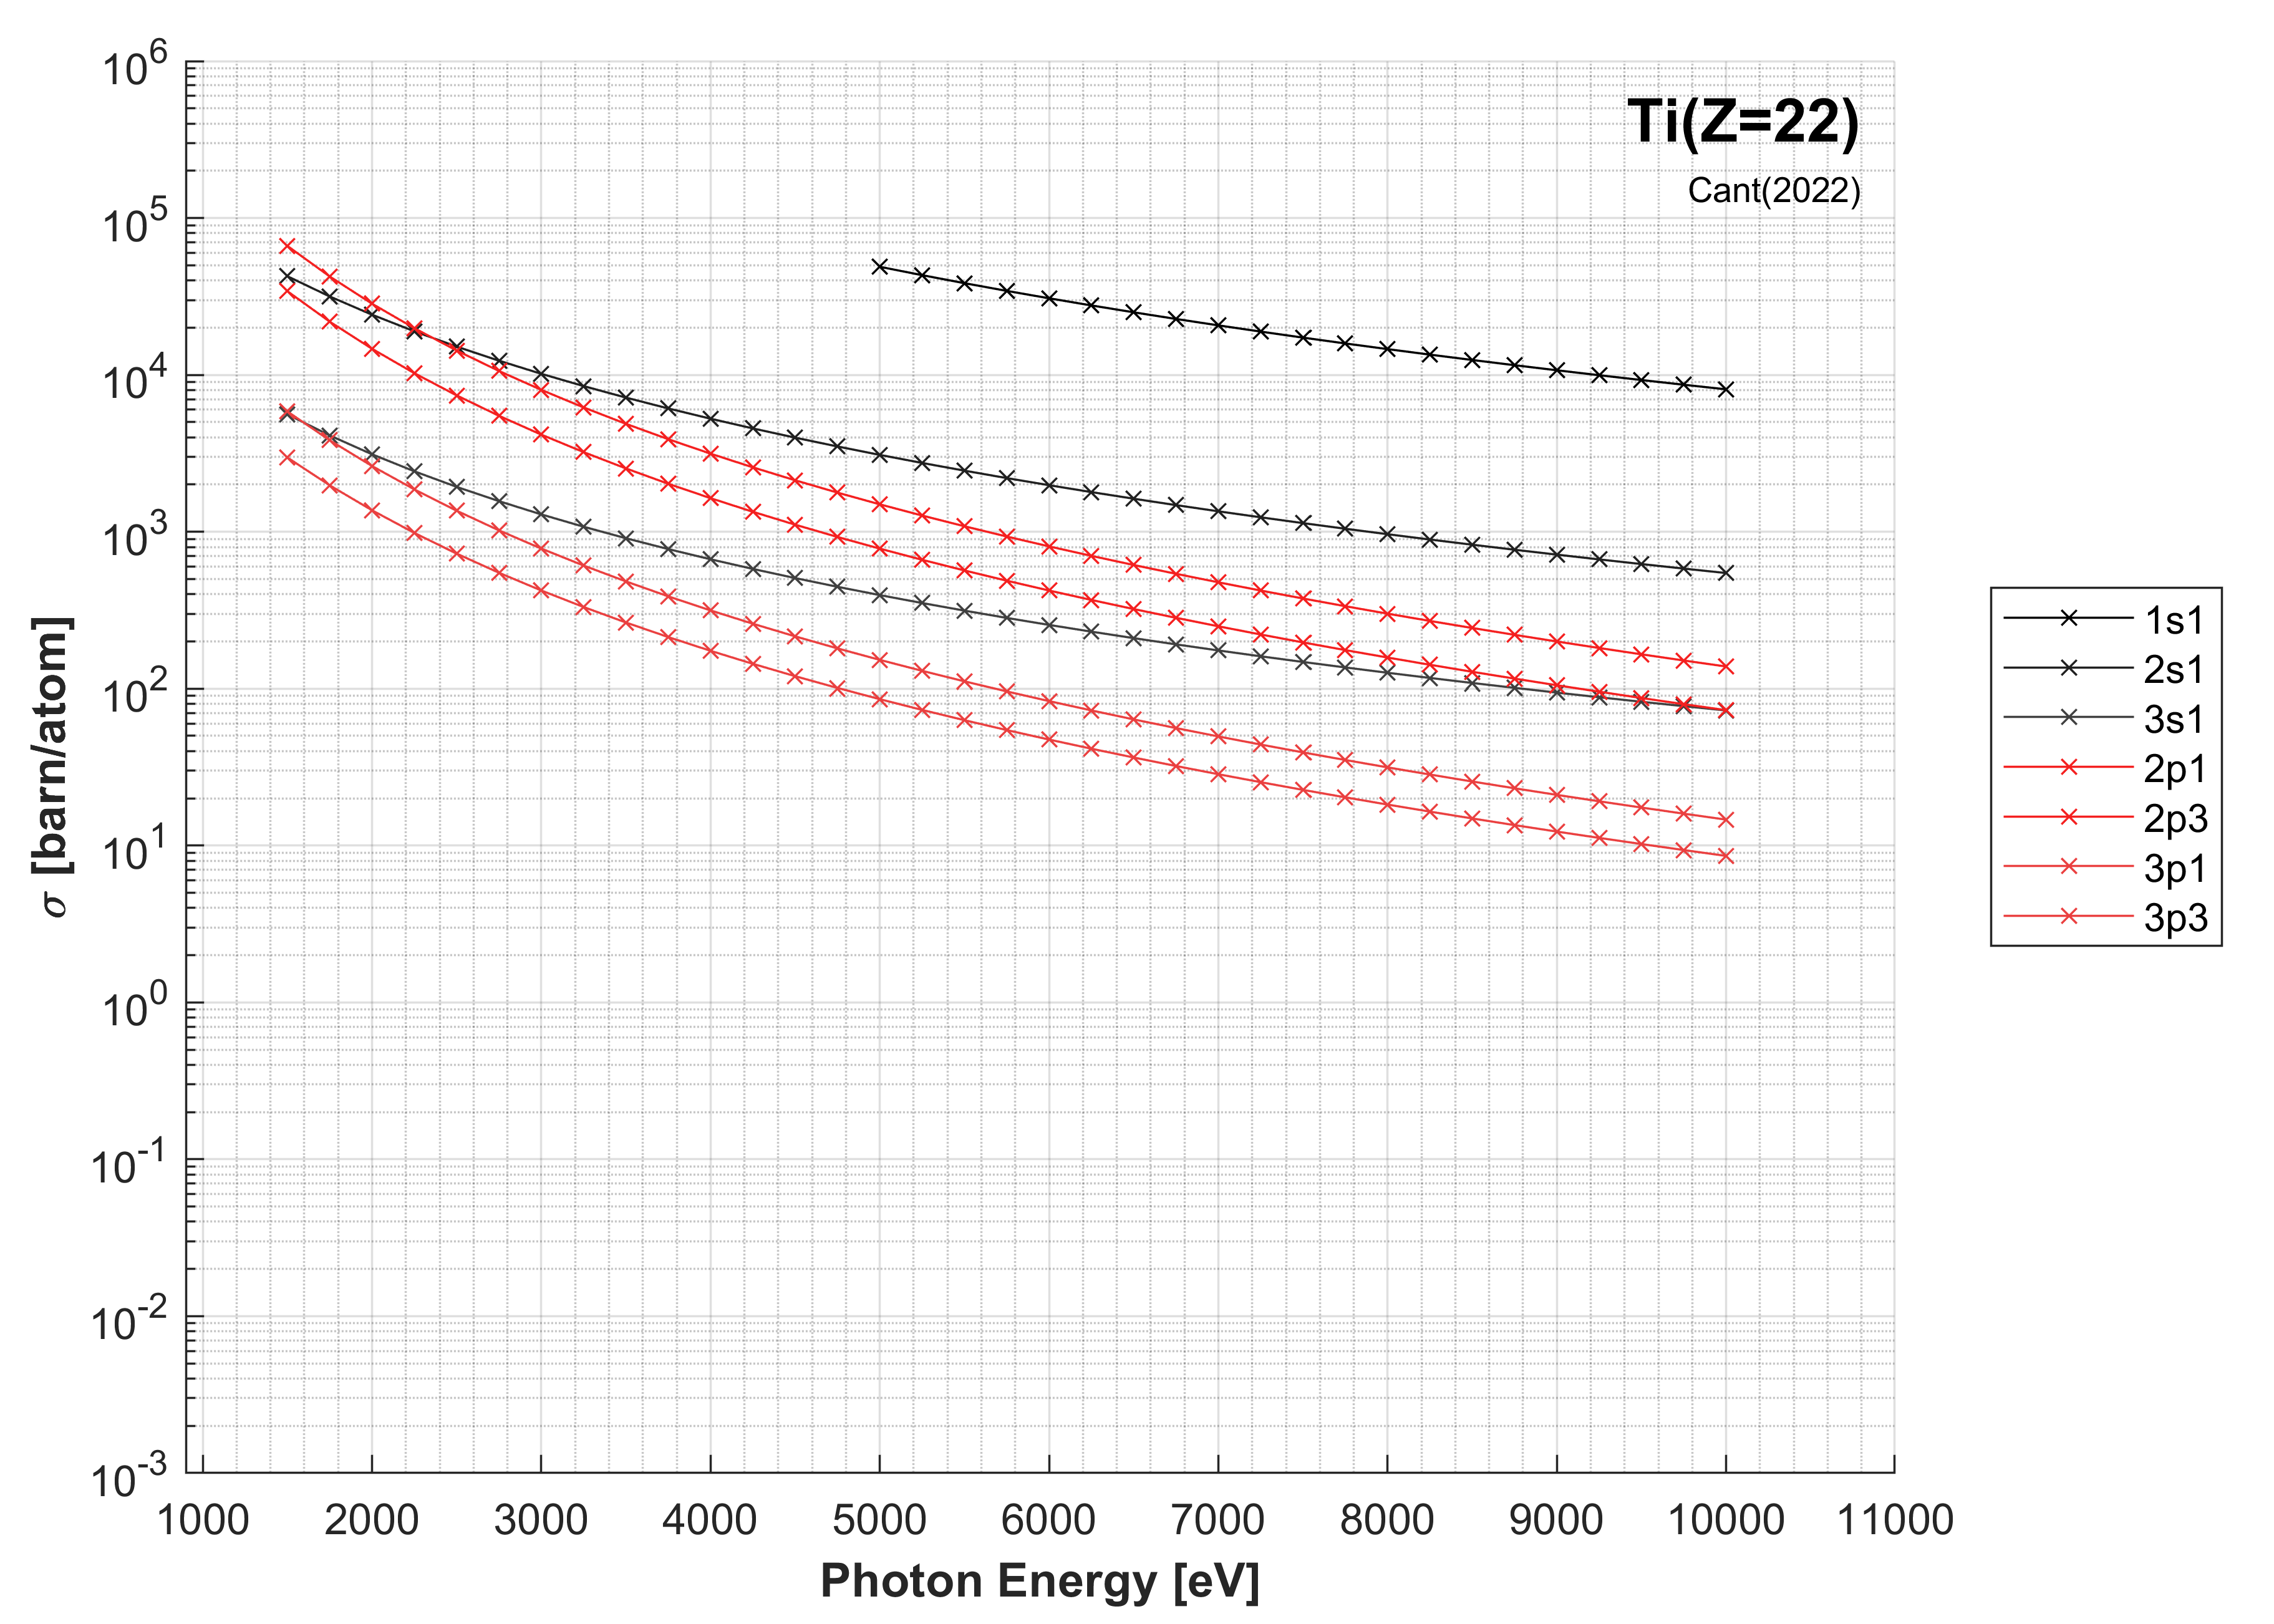 Ti(Z=22)
Cant(2022)
10^6
10^5
10^4
10^3
10^2
10^1
10^0
10^-1
10^-2
10^-3
σ [barn/atom]
1000 2000 3000 4000 5000 6000 7000 8000 9000 10000 11000
Photon Energy [eV]
1s1
2s1
3s1
2p1
2p3
3p1
3p3